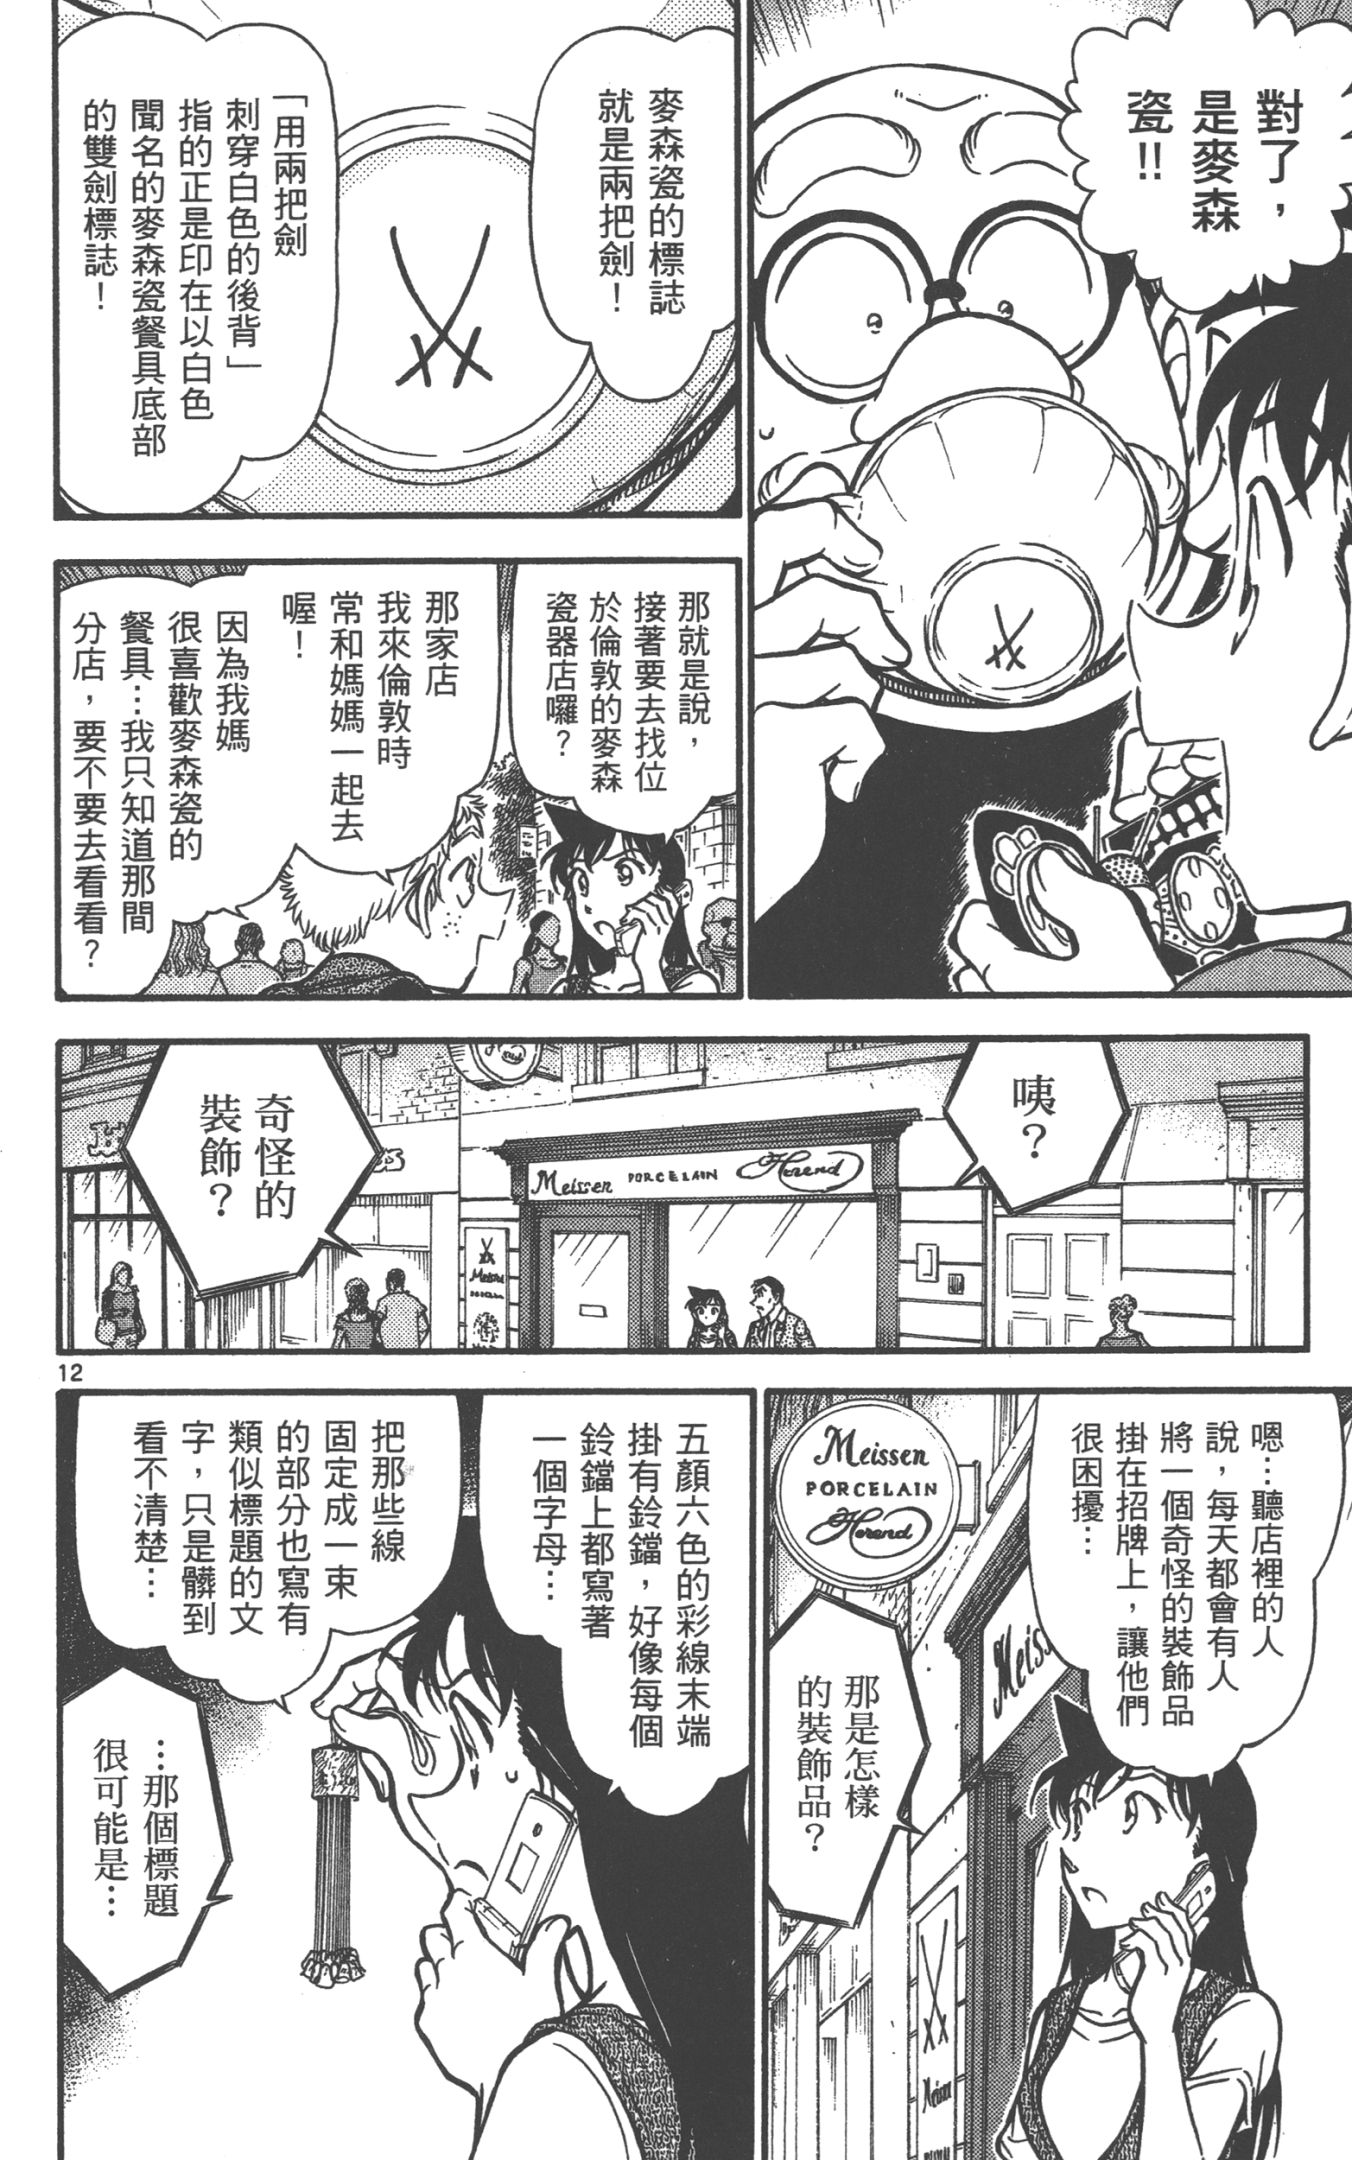 對了，
是麥森
瓷!!
麥森瓷的標誌
就是兩把劍！
「用兩把劍
刺穿白色的後背」
指的正是印在以白色
聞名的麥森瓷餐具底部
的雙劍標誌！
那就是說，
接著要去找位
於倫敦的麥森
瓷器店囉？
那家店
我來倫敦時
常和媽媽一起去
喔！
因為我媽
很喜歡麥森瓷的
餐具…我只知道那間
分店，要不要去看看？
咦？
奇怪的
裝飾？
Meissen PORCELAIN Herend
Meissen
12
嗯…聽店裡的人
說，每天都會有人
將一個奇怪的裝飾品
掛在招牌上，讓他們
很困擾…
Meissen
PORCELAIN
Herend
Meissen
那是怎樣
的裝飾品？
Meissen
五顏六色的彩線末端
掛有鈴鐺，好像每個
鈴鐺上都寫著
一個字母…
把那些線
固定成一束
的部分也寫有
類似標題的文
字，只是髒到
看不清楚…
…那個標題
很可能是…